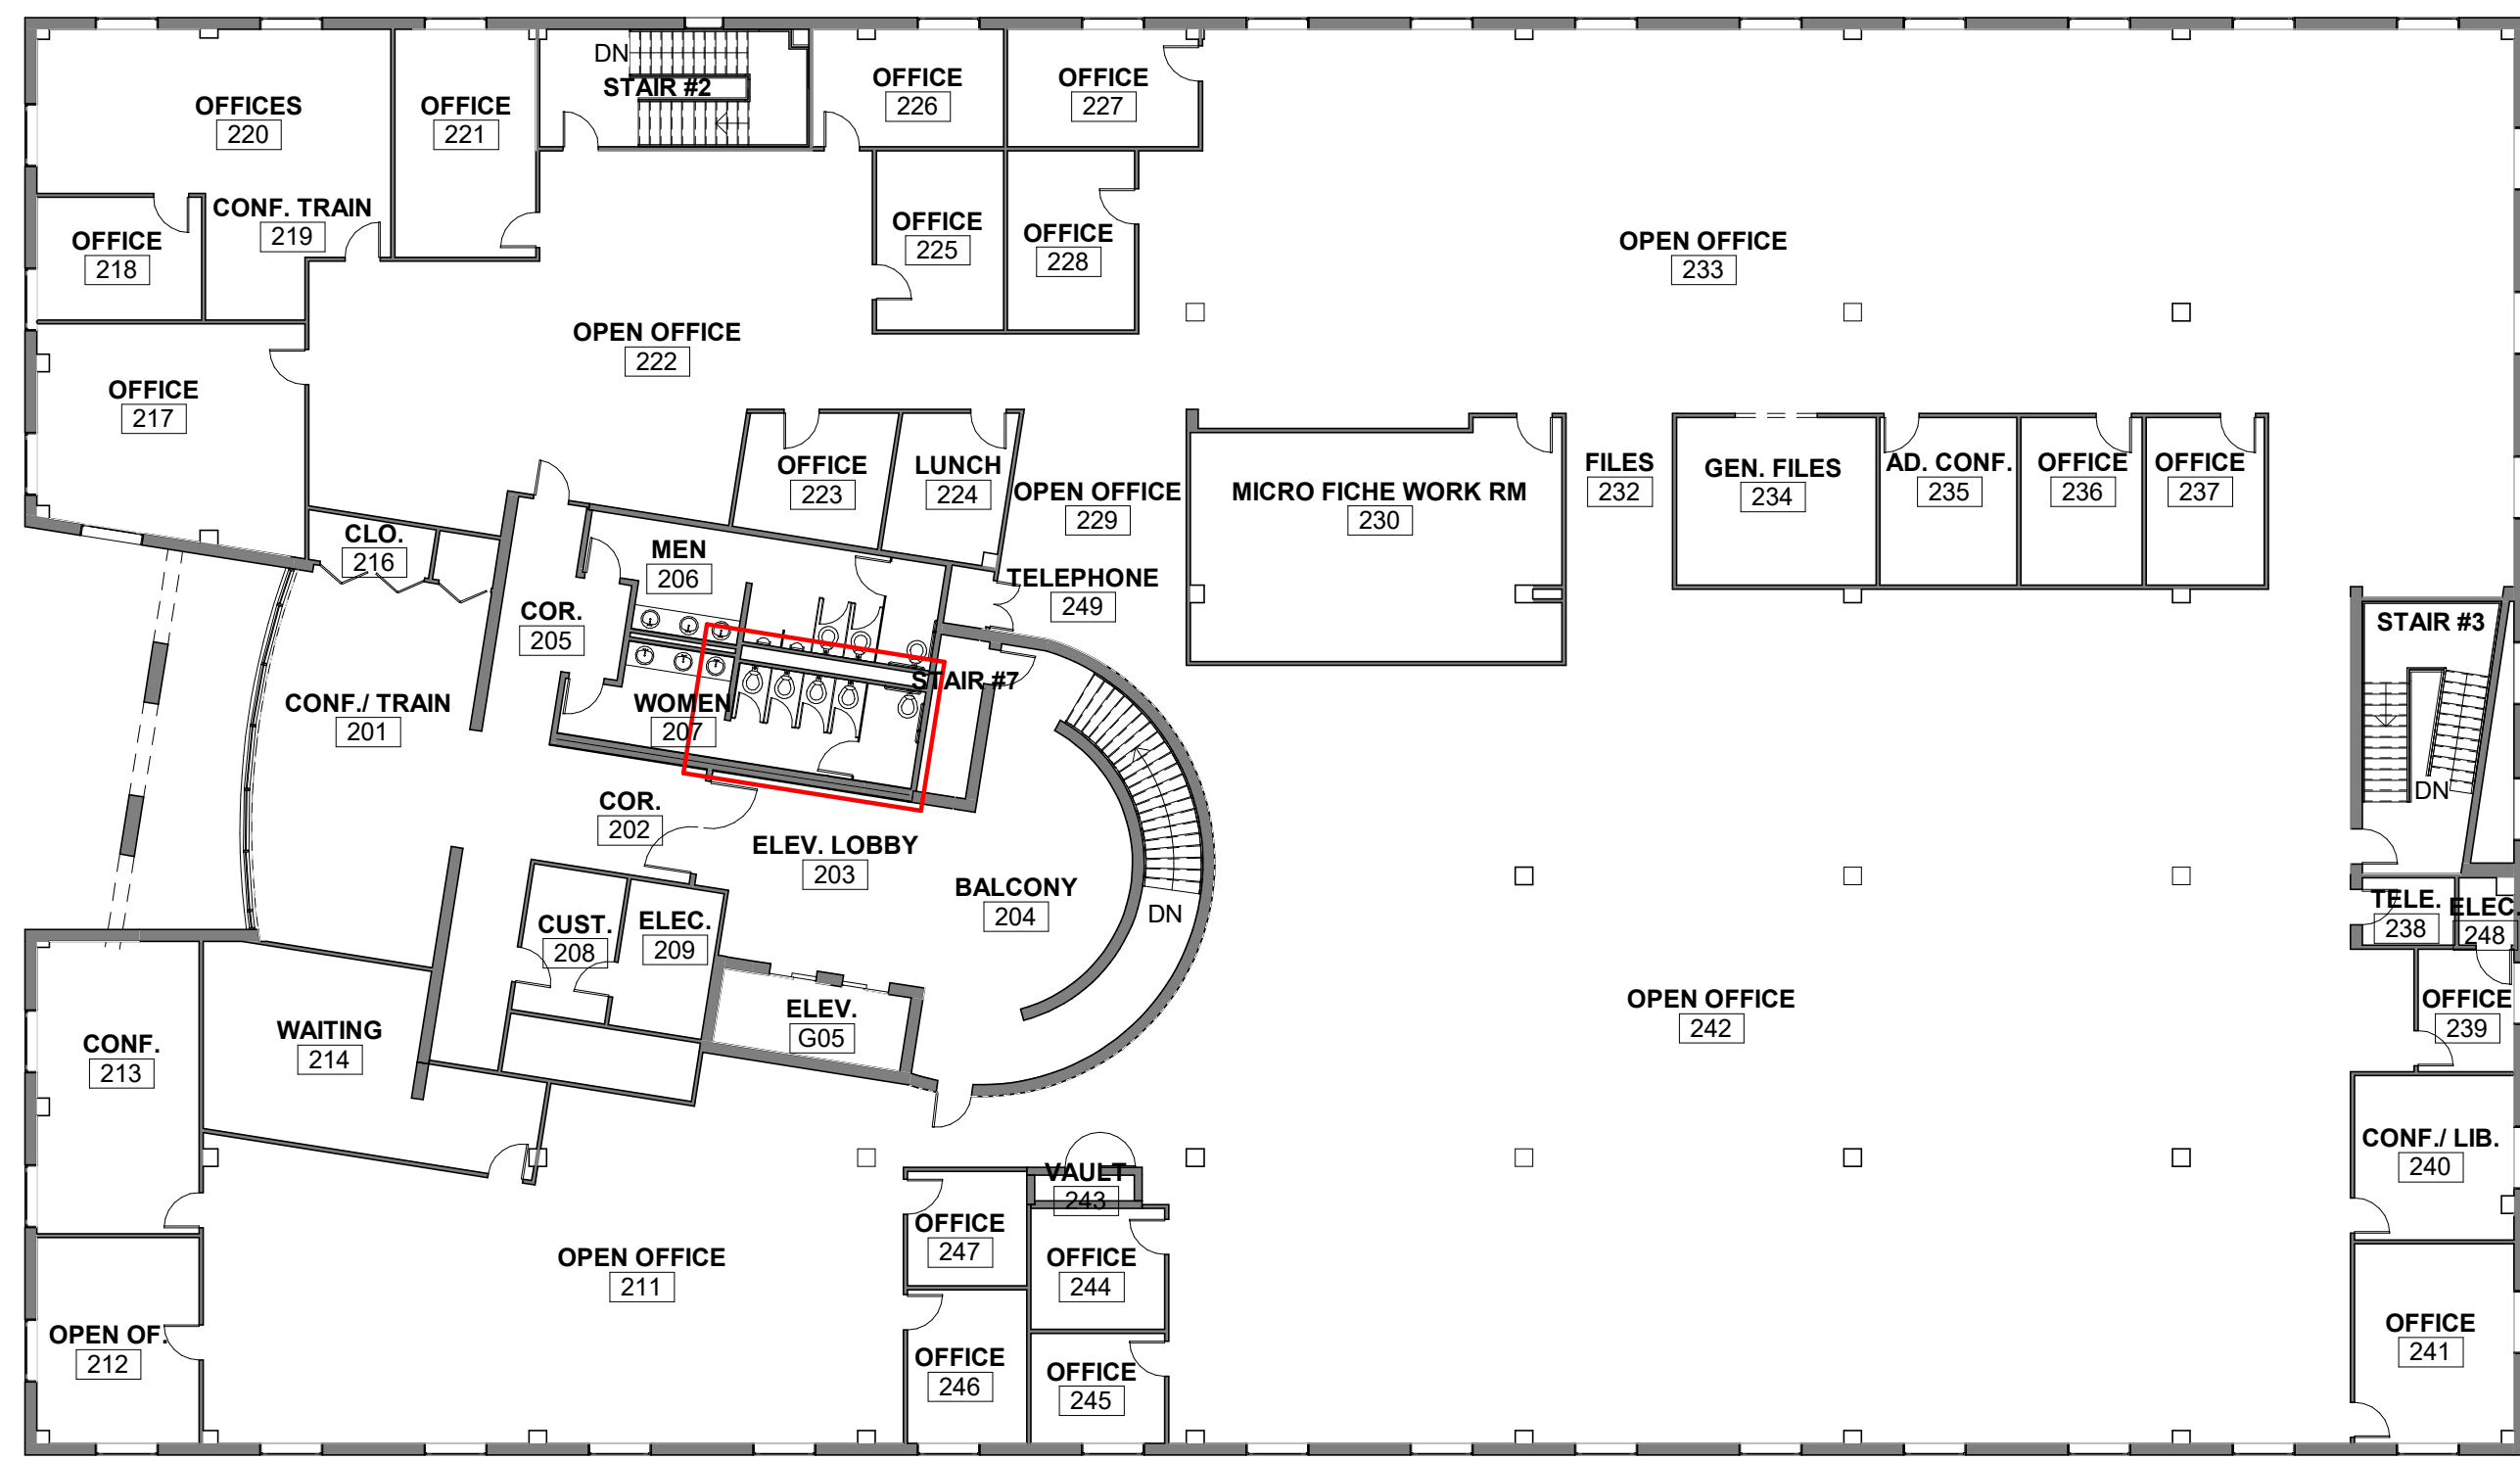 DN
STAIR #2
OFFICE
226
OFFICE
227
OFFICES
220
OFFICE
221
CONF. TRAIN
219
OFFICE
218
OFFICE
225
OFFICE
228
OPEN OFFICE
233
OPEN OFFICE
222
OFFICE
217
OFFICE
223
LUNCH
224
OPEN OFFICE
229
MICRO FICHE WORK RM
230
FILES
232
GEN. FILES
234
AD. CONF.
235
OFFICE
236
OFFICE
237
CLO.
216
MEN
206
TELEPHONE
249
COR.
205
STAIR #3
STAIR #7
CONF./ TRAIN
201
WOMEN
207
DN
COR.
202
ELEV. LOBBY
203
BALCONY
204
DN
TELE.
238
ELEC.
248
CUST.
208
ELEC.
209
ELEV.
G05
OPEN OFFICE
242
OFFICE
239
CONF.
213
WAITING
214
CONF./ LIB.
240
VAULT
243
OFFICE
247
OFFICE
244
OPEN OFFICE
211
OPEN OF.
212
OFFICE
246
OFFICE
245
OFFICE
241